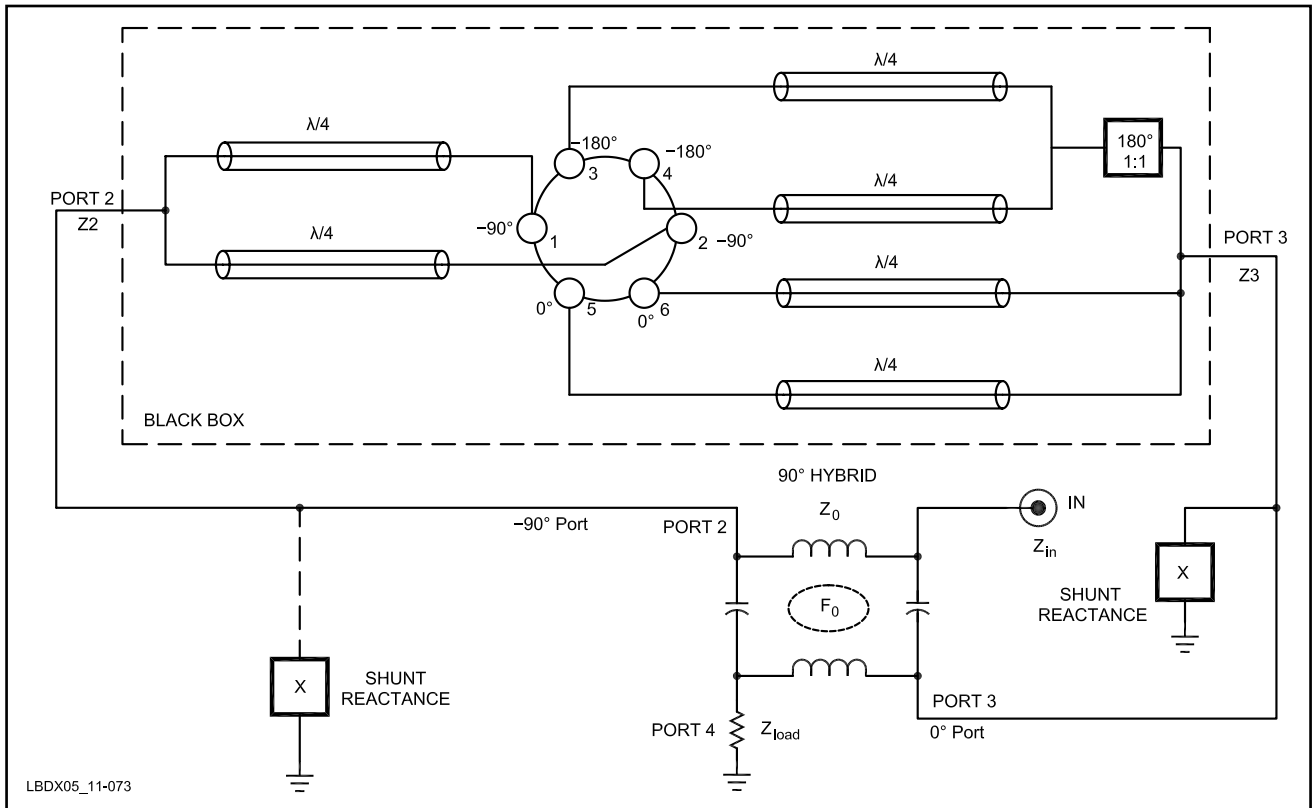 λ/4
λ/4
−180°
−180°
3
4
180°
1:1
λ/4
PORT 2
Z2
−90°
1
2
−90°
λ/4
PORT 3
Z3
λ/4
0°
5
6
0°
λ/4
λ/4
BLACK BOX
90° HYBRID
Z0
IN
Zin
−90° Port
PORT 2
F0
X
SHUNT
REACTANCE
X
SHUNT
REACTANCE
PORT 4
Zload
PORT 3
0° Port
LBDX05_11-073